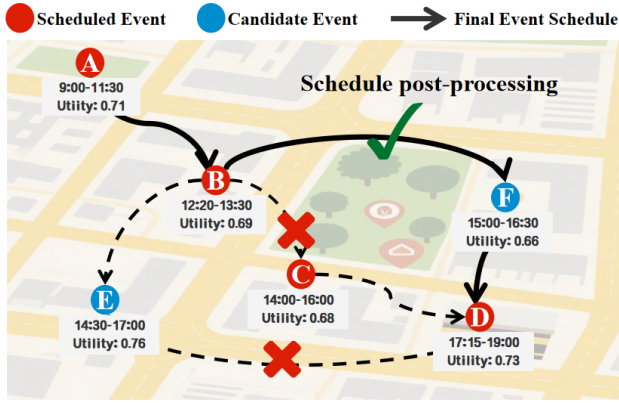 Scheduled Event
Candidate Event
Final Event Schedule
A
9:00-11:30
Utiity: 0.71
Schedule post-processing
B
12:20-13:30
Utility: 0.69
F
15:00-16:30
Utility: 0.66
C
14:00-16:00
Utility: 0.68
E
14:30-17:00
Utility: 0.76
D
17:15-19:00
Utility: 0.73